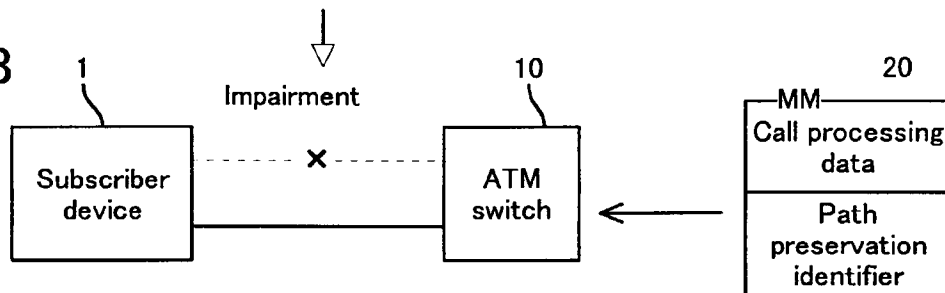 1
10
20
Impairment
MM
Call processing
data
Subscriber
device
ATM
switch
Path
preservation
identifier